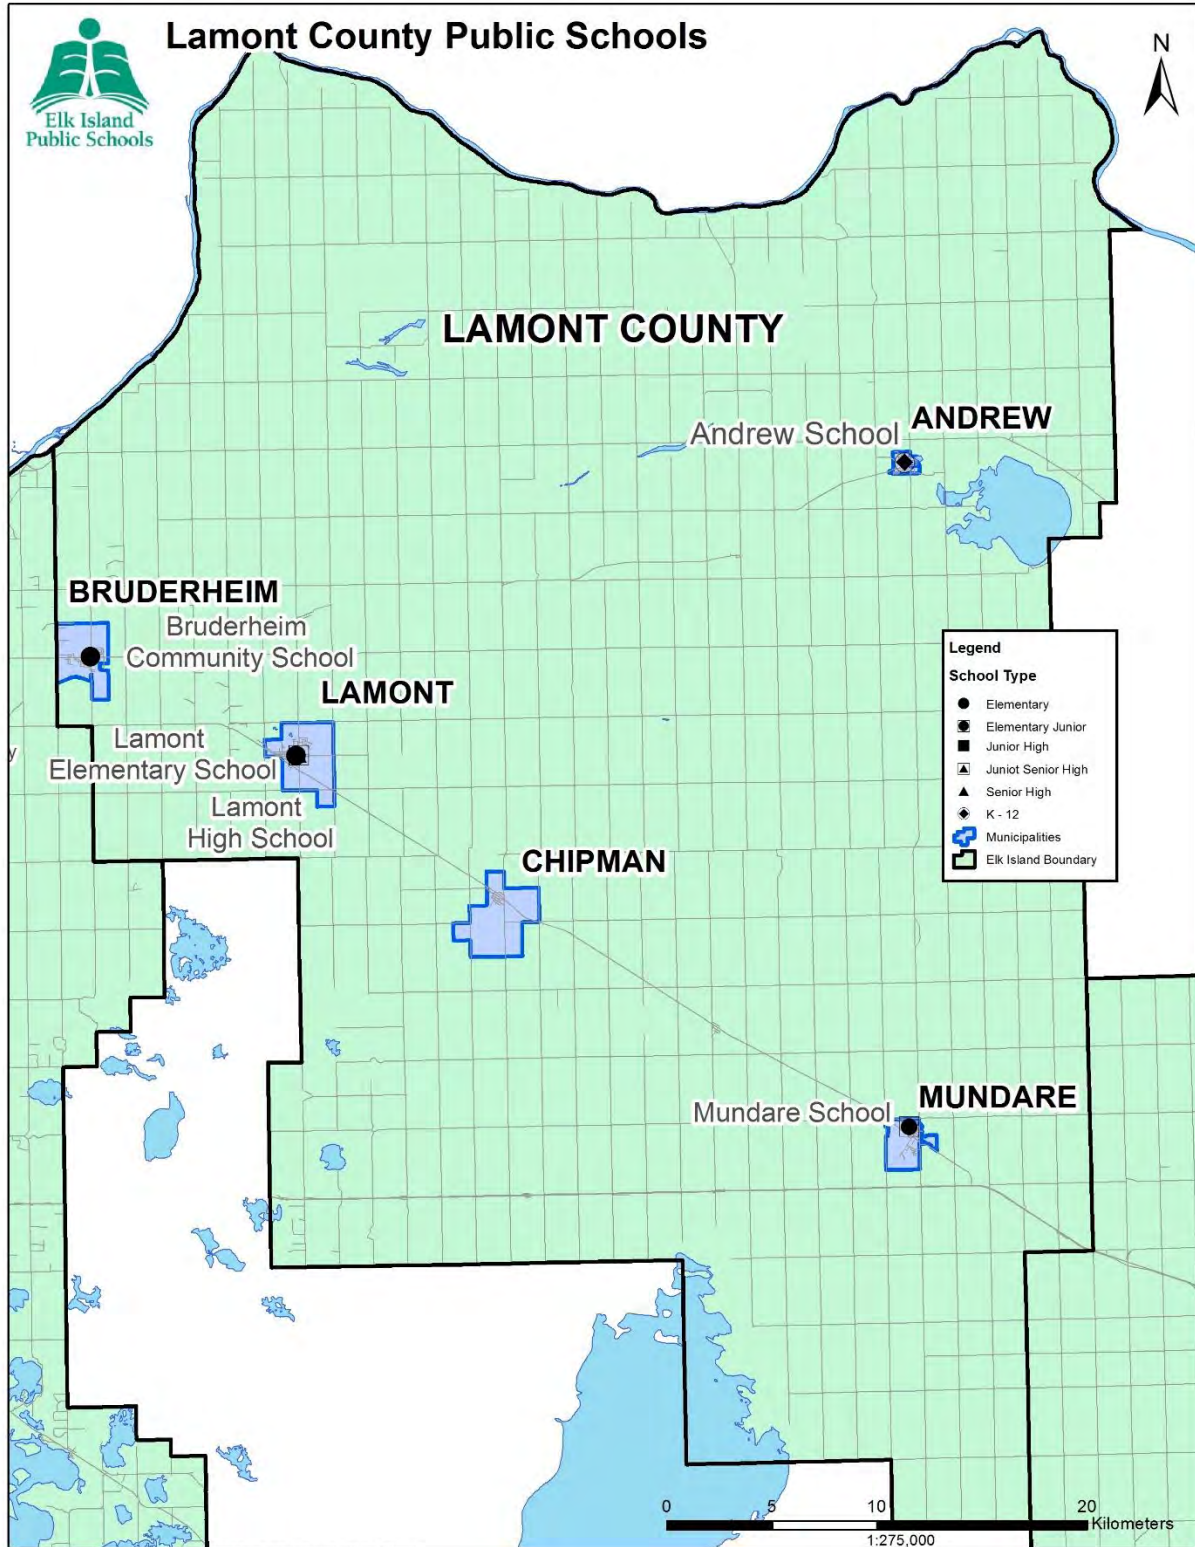 Lamont County Public Schools
Elk Island
Public Schools
N
LAMONT COUNTY
ANDREW
Andrew School
BRUDERHEIM
Bruderheim
Community School
LAMONT
Lamont
Elementary School
y
Lamont
High School
Legend
School Type
Elementary
Elementary Junior
Junior High
Juniot Senior High
Senior High
K - 12
Municipalities
Elk Island Boundary
CHIPMAN
MUNDARE
Mundare School
0 5 10 20
Kilometers
1:275,000